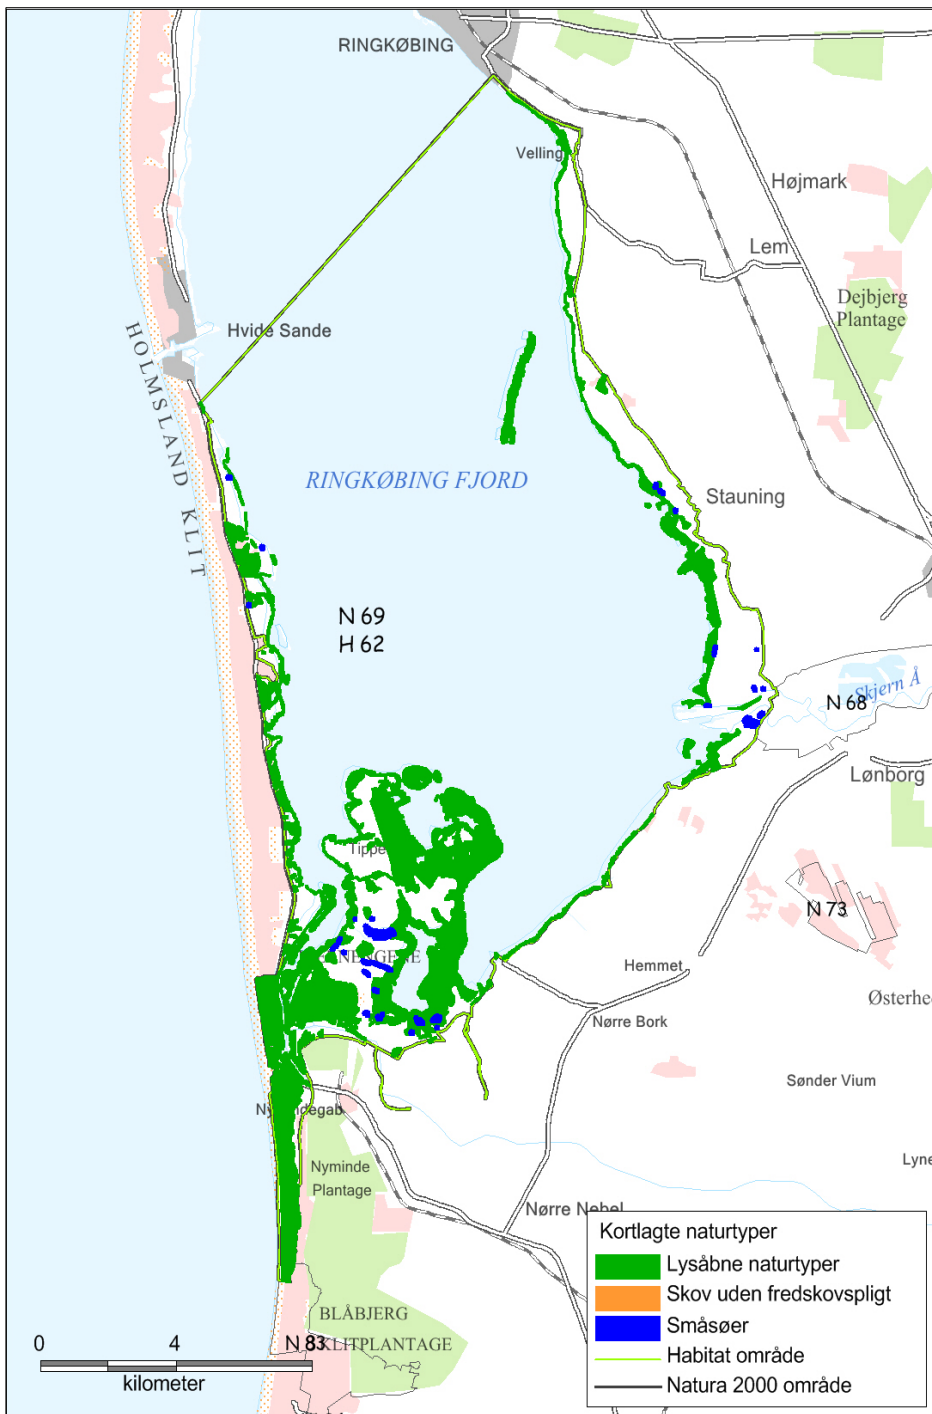 RINGKØBING
Velling
Højmark
Lem
Dejbjerg
Plantage
Hvide Sande
HOLMSLAND KLIT
RINGKØBING FJORD
Stauning
N 69
H 62
Skjern Å
N 68
Lønborg
Tippe
N 73
Hemmet
Østerhe
Nørre Bork
Sønder Vium
Lyne
Nyminde
Plantage
Nørre Nebel
BLÅBJERG
KLITPLANTAGE
N 83
0 4
kilometer
Kortlagte naturtyper
Lysåbne naturtyper
Skov uden fredskovspligt
Småsøer
Habitat område
Natura 2000 område